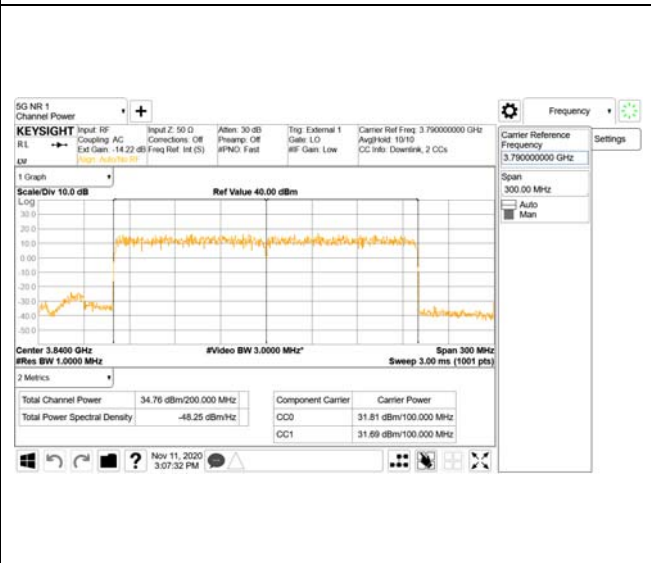 5G NR 1
Channel Power
Frequency
KEYSIGHT
RL
Input: RF
Coupling: AC
Ext Gain: -14.22 dB
Align: Auto/No RF
Input Z: 50 Ω
Corrections: Off
Freq Ref: Int (S)
Atten: 30 dB
Preamp: Off
#PNO: Fast
Trig: External 1
Gate: LO
#IF Gain: Low
Carrier Ref Freq: 3.790000000 GHz
Avg|Hold: 10/10
CC Info: Downlink, 2 CCs
Carrier Reference
Frequency
3.790000000 GHz
Settings
Span
300.00 MHz
Auto
Man
1 Graph
Scale/Div 10.0 dB
Ref Value 40.00 dBm
Log
30.0
20.0
10.0
0.00
-10.0
-20.0
-30.0
-40.0
-50.0
Center 3.8400 GHz
#Video BW 3.0000 MHz*
Span 300 MHz
#Res BW 1.0000 MHz
Sweep 3.00 ms (1001 pts)
2 Metrics
Total Channel Power 34.76 dBm/200.000 MHz
Total Power Spectral Density -48.25 dBm/Hz
Component Carrier Carrier Power
CC0 31.81 dBm/100.000 MHz
CC1 31.69 dBm/100.000 MHz
?
Nov 11, 2020
3:07:32 PM